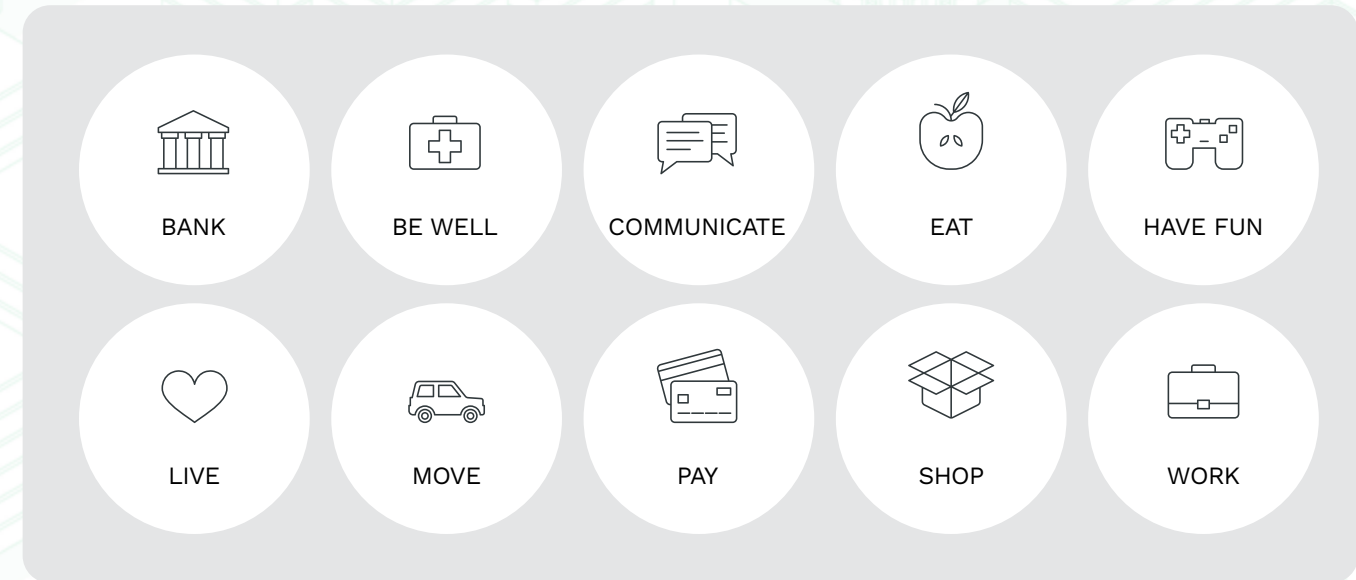 BANK
BE WELL
COMMUNICATE
EAT
HAVE FUN
LIVE
MOVE
PAY
SHOP
WORK